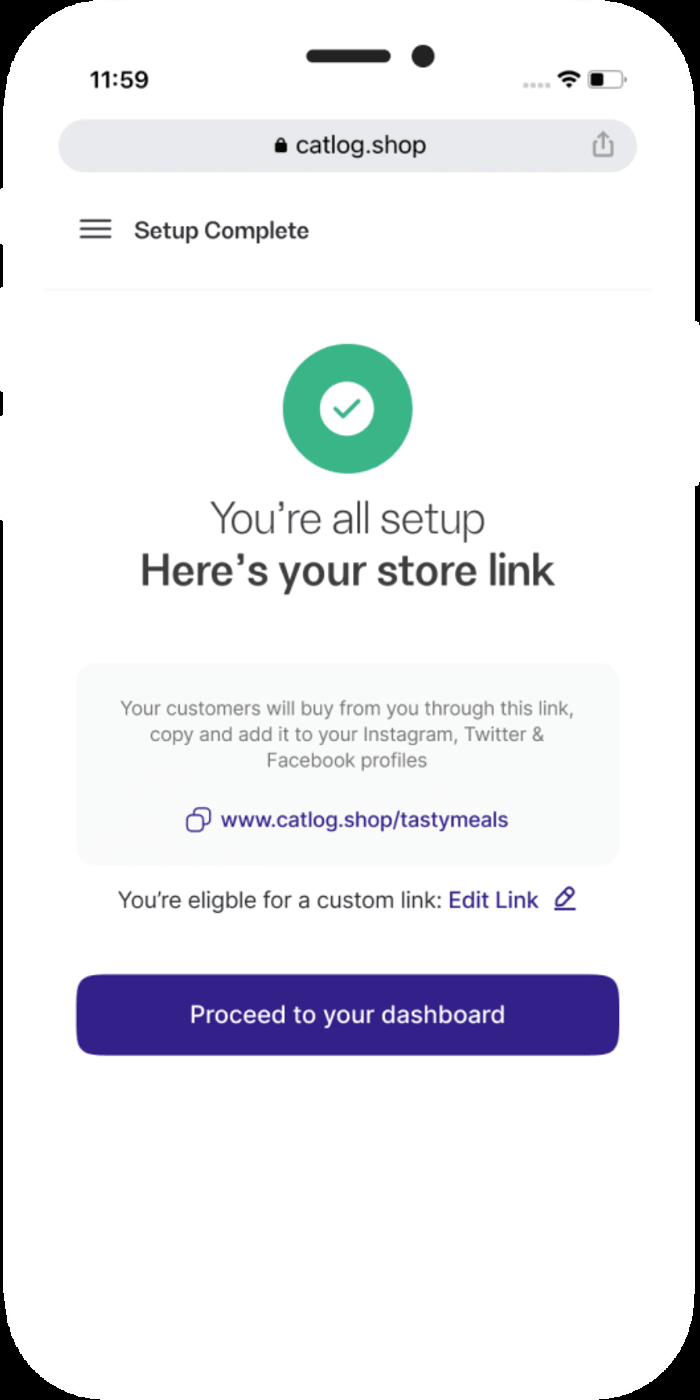 11:59
catlog.shop
Setup Complete
You’re all setup
Here’s your store link
Your customers will buy from you through this link,
copy and add it to your Instagram, Twitter &
Facebook profiles
www.catlog.shop/tastymeals
You’re eligble for a custom link: Edit Link
Proceed to your dashboard